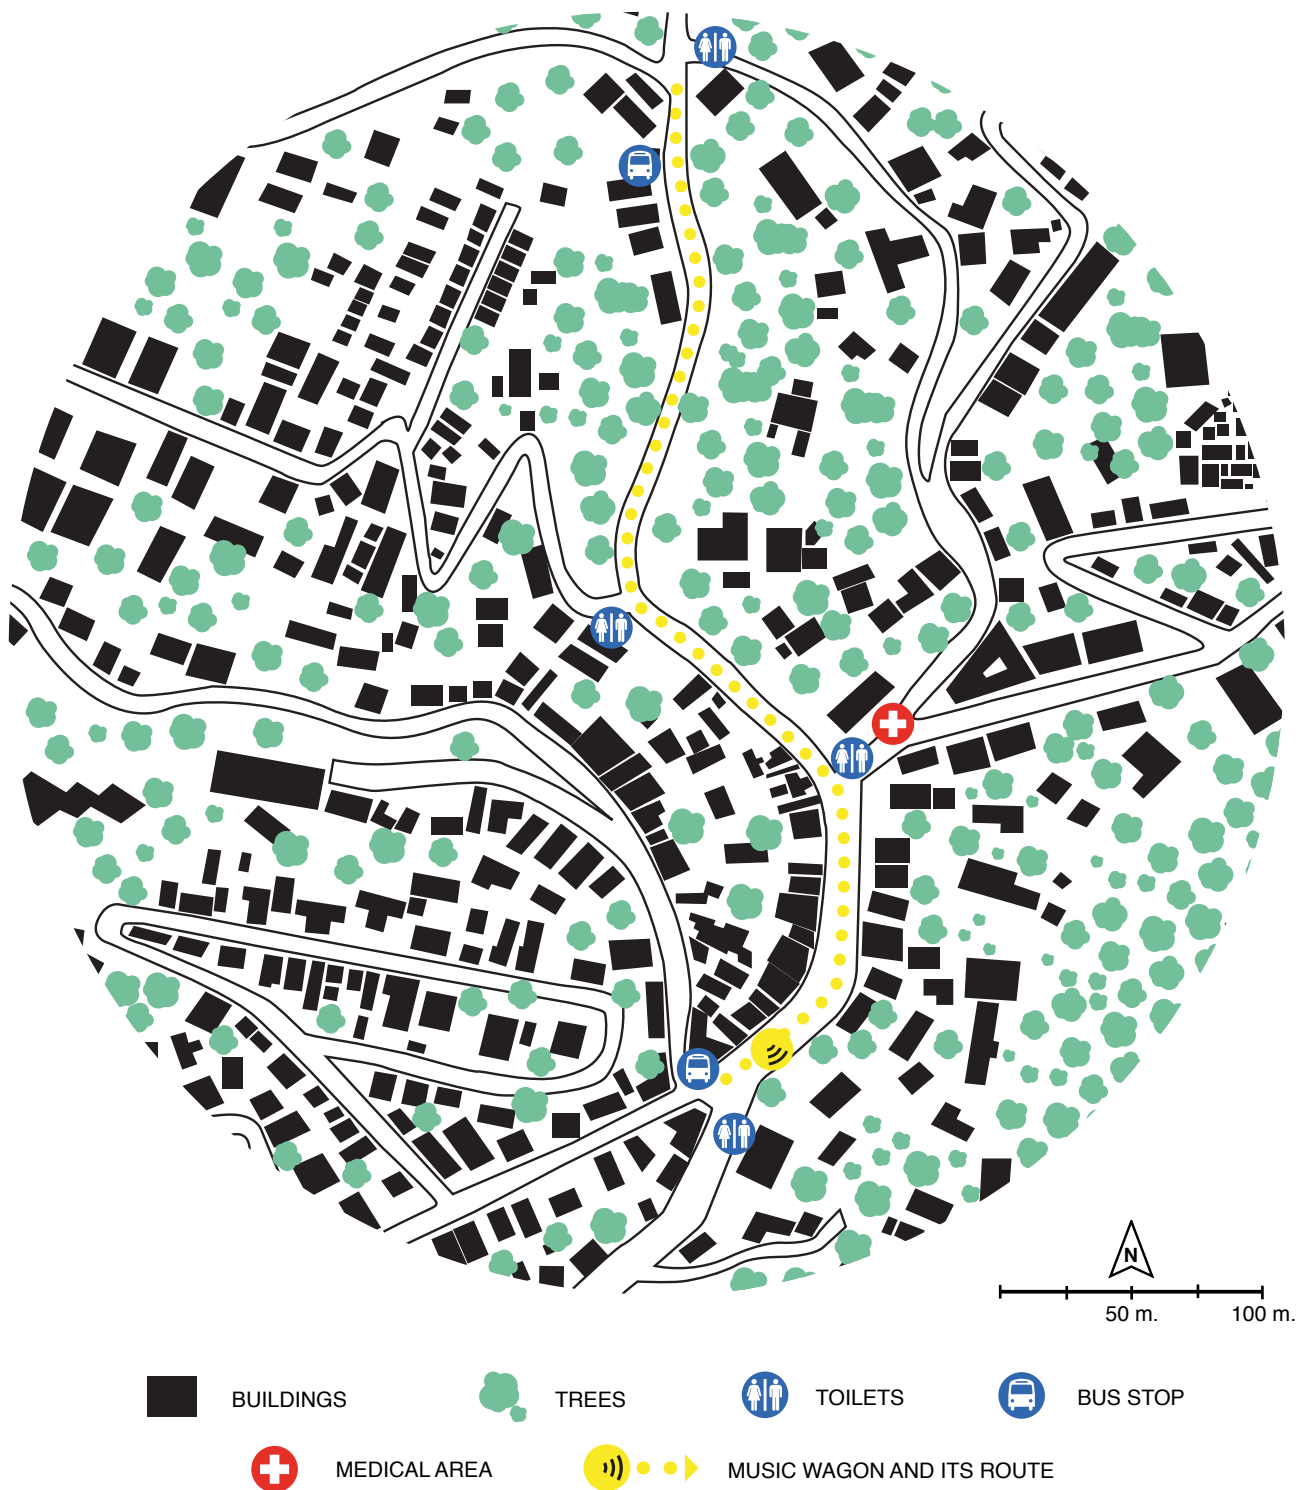 N
50 m.
100 m.
BUILDINGS
TREES
TOILETS
BUS STOP
MEDICAL AREA
MUSIC WAGON AND ITS ROUTE